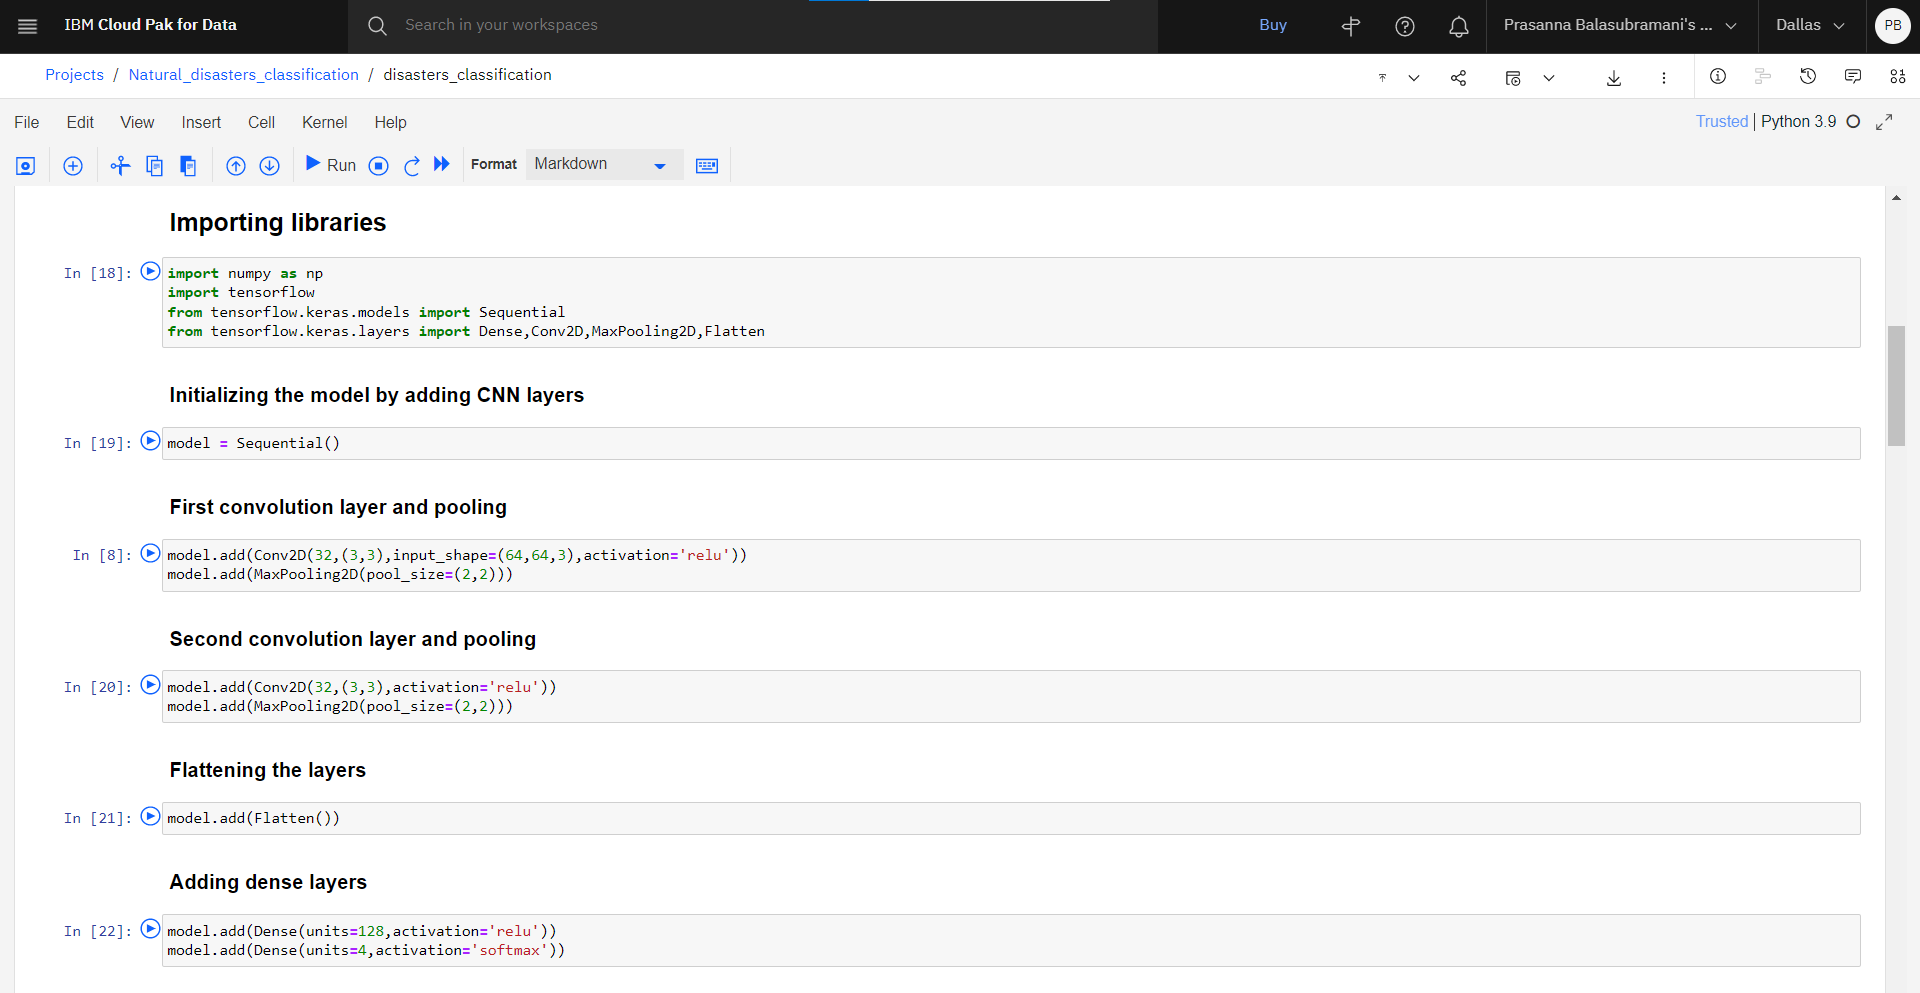 IBM Cloud Pak for Data
Search in your workspaces
Buy
Prasanna Balasubramani's ...
Dallas
PB
Projects / Natural_disasters_classification / disasters_classification
File Edit View Insert Cell Kernel Help
Trusted | Python 3.9
Run
Format
Markdown
Importing libraries
In [18]:
import numpy as np
import tensorflow
from tensorflow.keras.models import Sequential
from tensorflow.keras.layers import Dense,Conv2D,MaxPooling2D,Flatten
Initializing the model by adding CNN layers
In [19]:
model = Sequential()
First convolution layer and pooling
In [8]:
model.add(Conv2D(32,(3,3),input_shape=(64,64,3),activation='relu'))
model.add(MaxPooling2D(pool_size=(2,2)))
Second convolution layer and pooling
In [20]:
model.add(Conv2D(32,(3,3),activation='relu'))
model.add(MaxPooling2D(pool_size=(2,2)))
Flattening the layers
In [21]:
model.add(Flatten())
Adding dense layers
In [22]:
model.add(Dense(units=128,activation='relu'))
model.add(Dense(units=4,activation='softmax'))